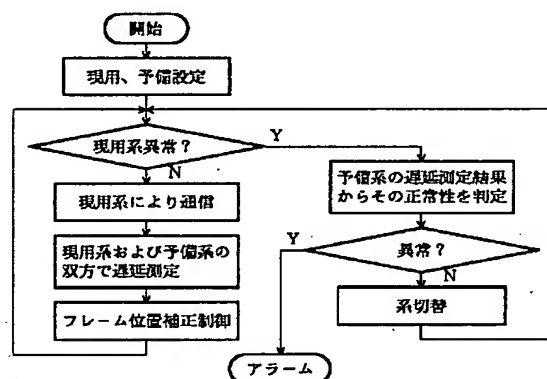 開始
現用、予備設定
現用系異常？
Y
N
現用系により通信
現用系および予備系の
双方で遅延測定
フレーム位置補正制御
予備系の遅延測定結果
からその正常性を判定
異常？
Y
N
系切替
アラーム